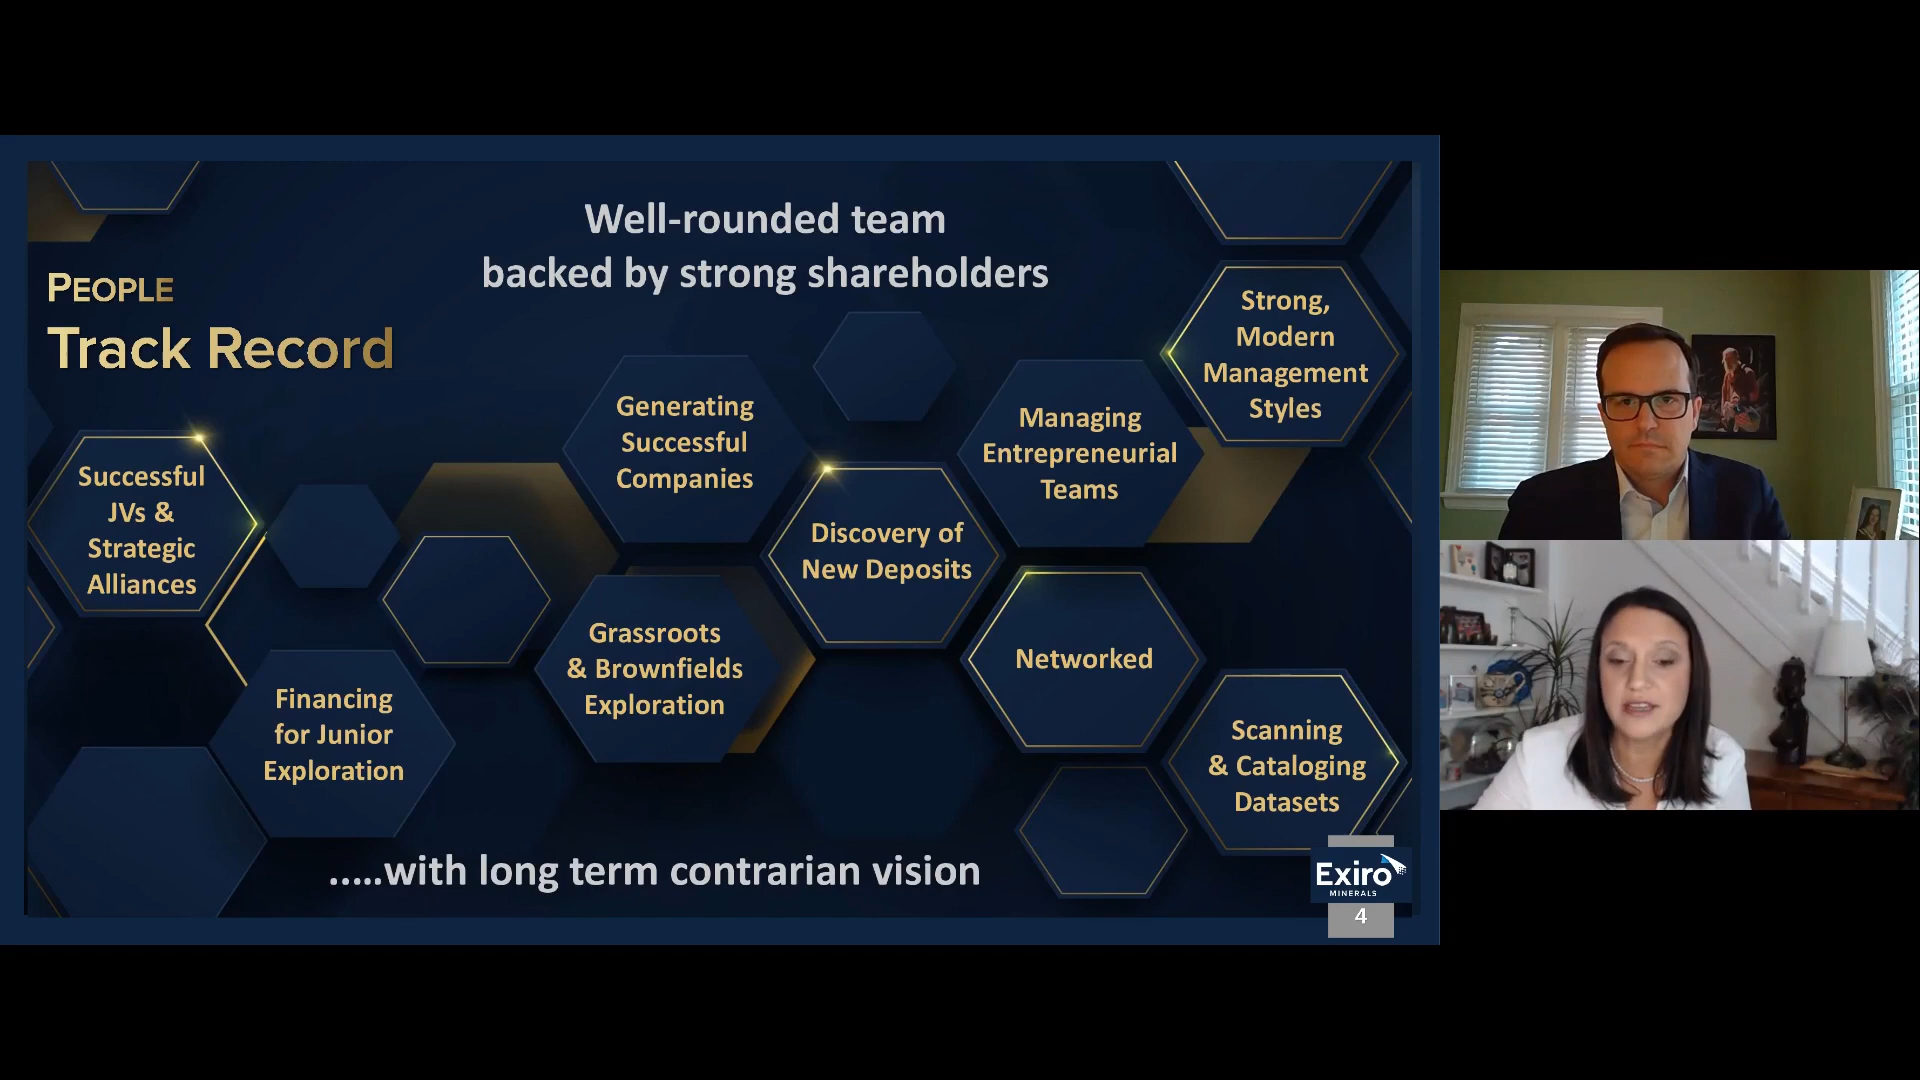 Well-rounded team
backed by strong shareholders
PEOPLE
Track Record
Successful
JVs &
Strategic
Alliances
Financing
for Junior
Exploration
Generating
Successful
Companies
Grassroots
& Brownfields
Exploration
Discovery of
New Deposits
Managing
Entrepreneurial
Teams
Networked
Strong,
Modern
Management
Styles
Scanning
& Cataloging
Datasets
.....with long term contrarian vision
Exiro
MINERALS
4